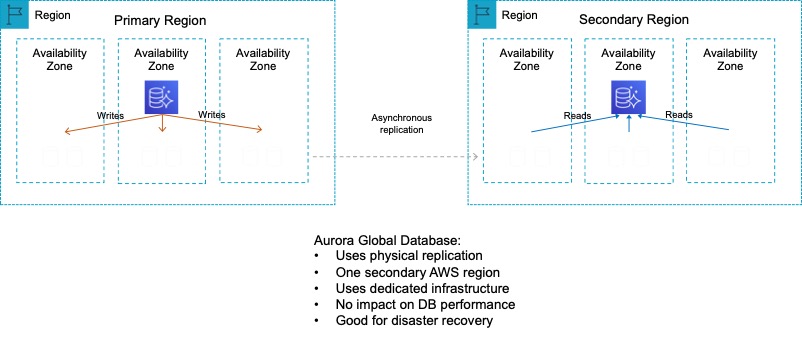 Region
Primary Region
Availability
Zone
Availability
Zone
Availability
Zone
Writes
Writes
Asynchronous
replication
Region
Secondary Region
Availability
Zone
Availability
Zone
Availability
Zone
Reads
Reads
Aurora Global Database:
• Uses physical replication
• One secondary AWS region
• Uses dedicated infrastructure
• No impact on DB performance
• Good for disaster recovery